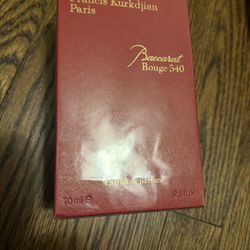 Francis Kurkdjian
Paris
Baccarat
Rouge 540
Extrait de parfum
70 ml ℮
2.4 fl.oz.